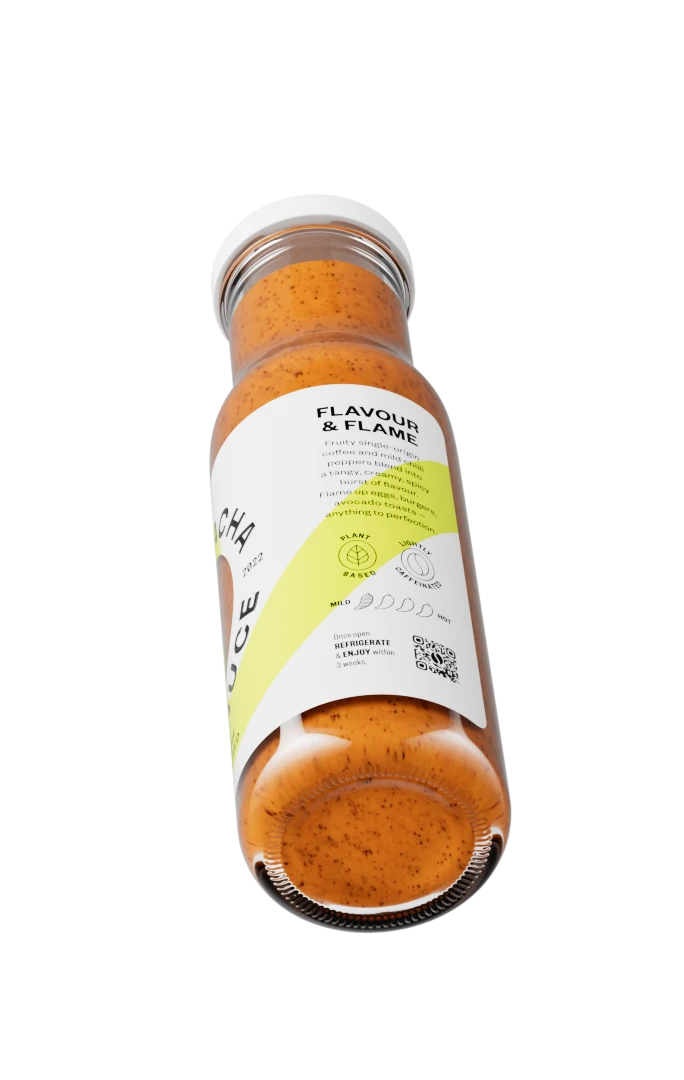 FLAVOUR
& FLAME
Fruity single-origin
coffee and mild chilli
peppers blend into
a tangy, creamy, spicy
burst of flavour.
Flame up eggs, burgers,
avocado toasts –
anything to perfection.
PLANT
BASED
LIGHTLY
CAFFEINATED
MILD
HOT
Once open
REFRIGERATE
& ENJOY within
3 weeks.
CHA
2022
UCE